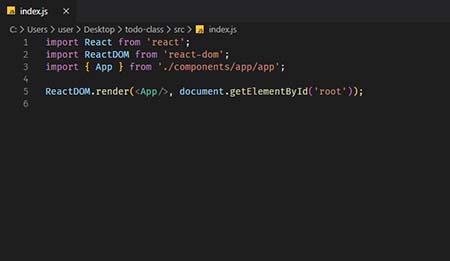 index.js
C: > Users > user > Desktop > todo-class > src > index.js
1 import React from 'react';
2 import ReactDOM from 'react-dom';
3 import { App } from './components/app/app';
4
5 ReactDOM.render(<App/>, document.getElementById('root'));
6